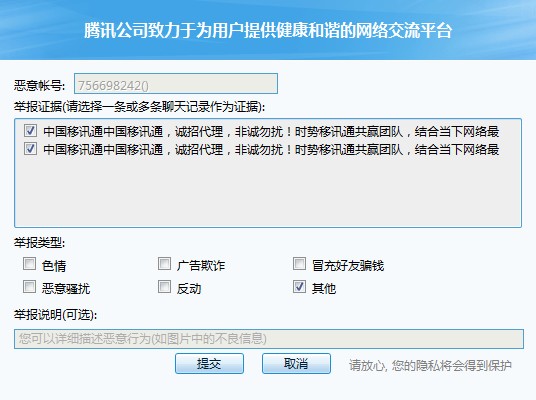 腾讯公司致力于为用户提供健康和谐的网络交流平台
恶意帐号: 756698242()
举报证据(请选择一条或多条聊天记录作为证据):
中国移讯通中国移讯通，诚招代理，非诚勿扰！时势移讯通共赢团队，结合当下网络最
中国移讯通中国移讯通，诚招代理，非诚勿扰！时势移讯通共赢团队，结合当下网络最
举报类型:
色情 广告欺诈 冒充好友骗钱
恶意骚扰 反动 其他
举报说明(可选):
您可以详细描述恶意行为(如图片中的不良信息)
提交 取消 请放心, 您的隐私将会得到保护